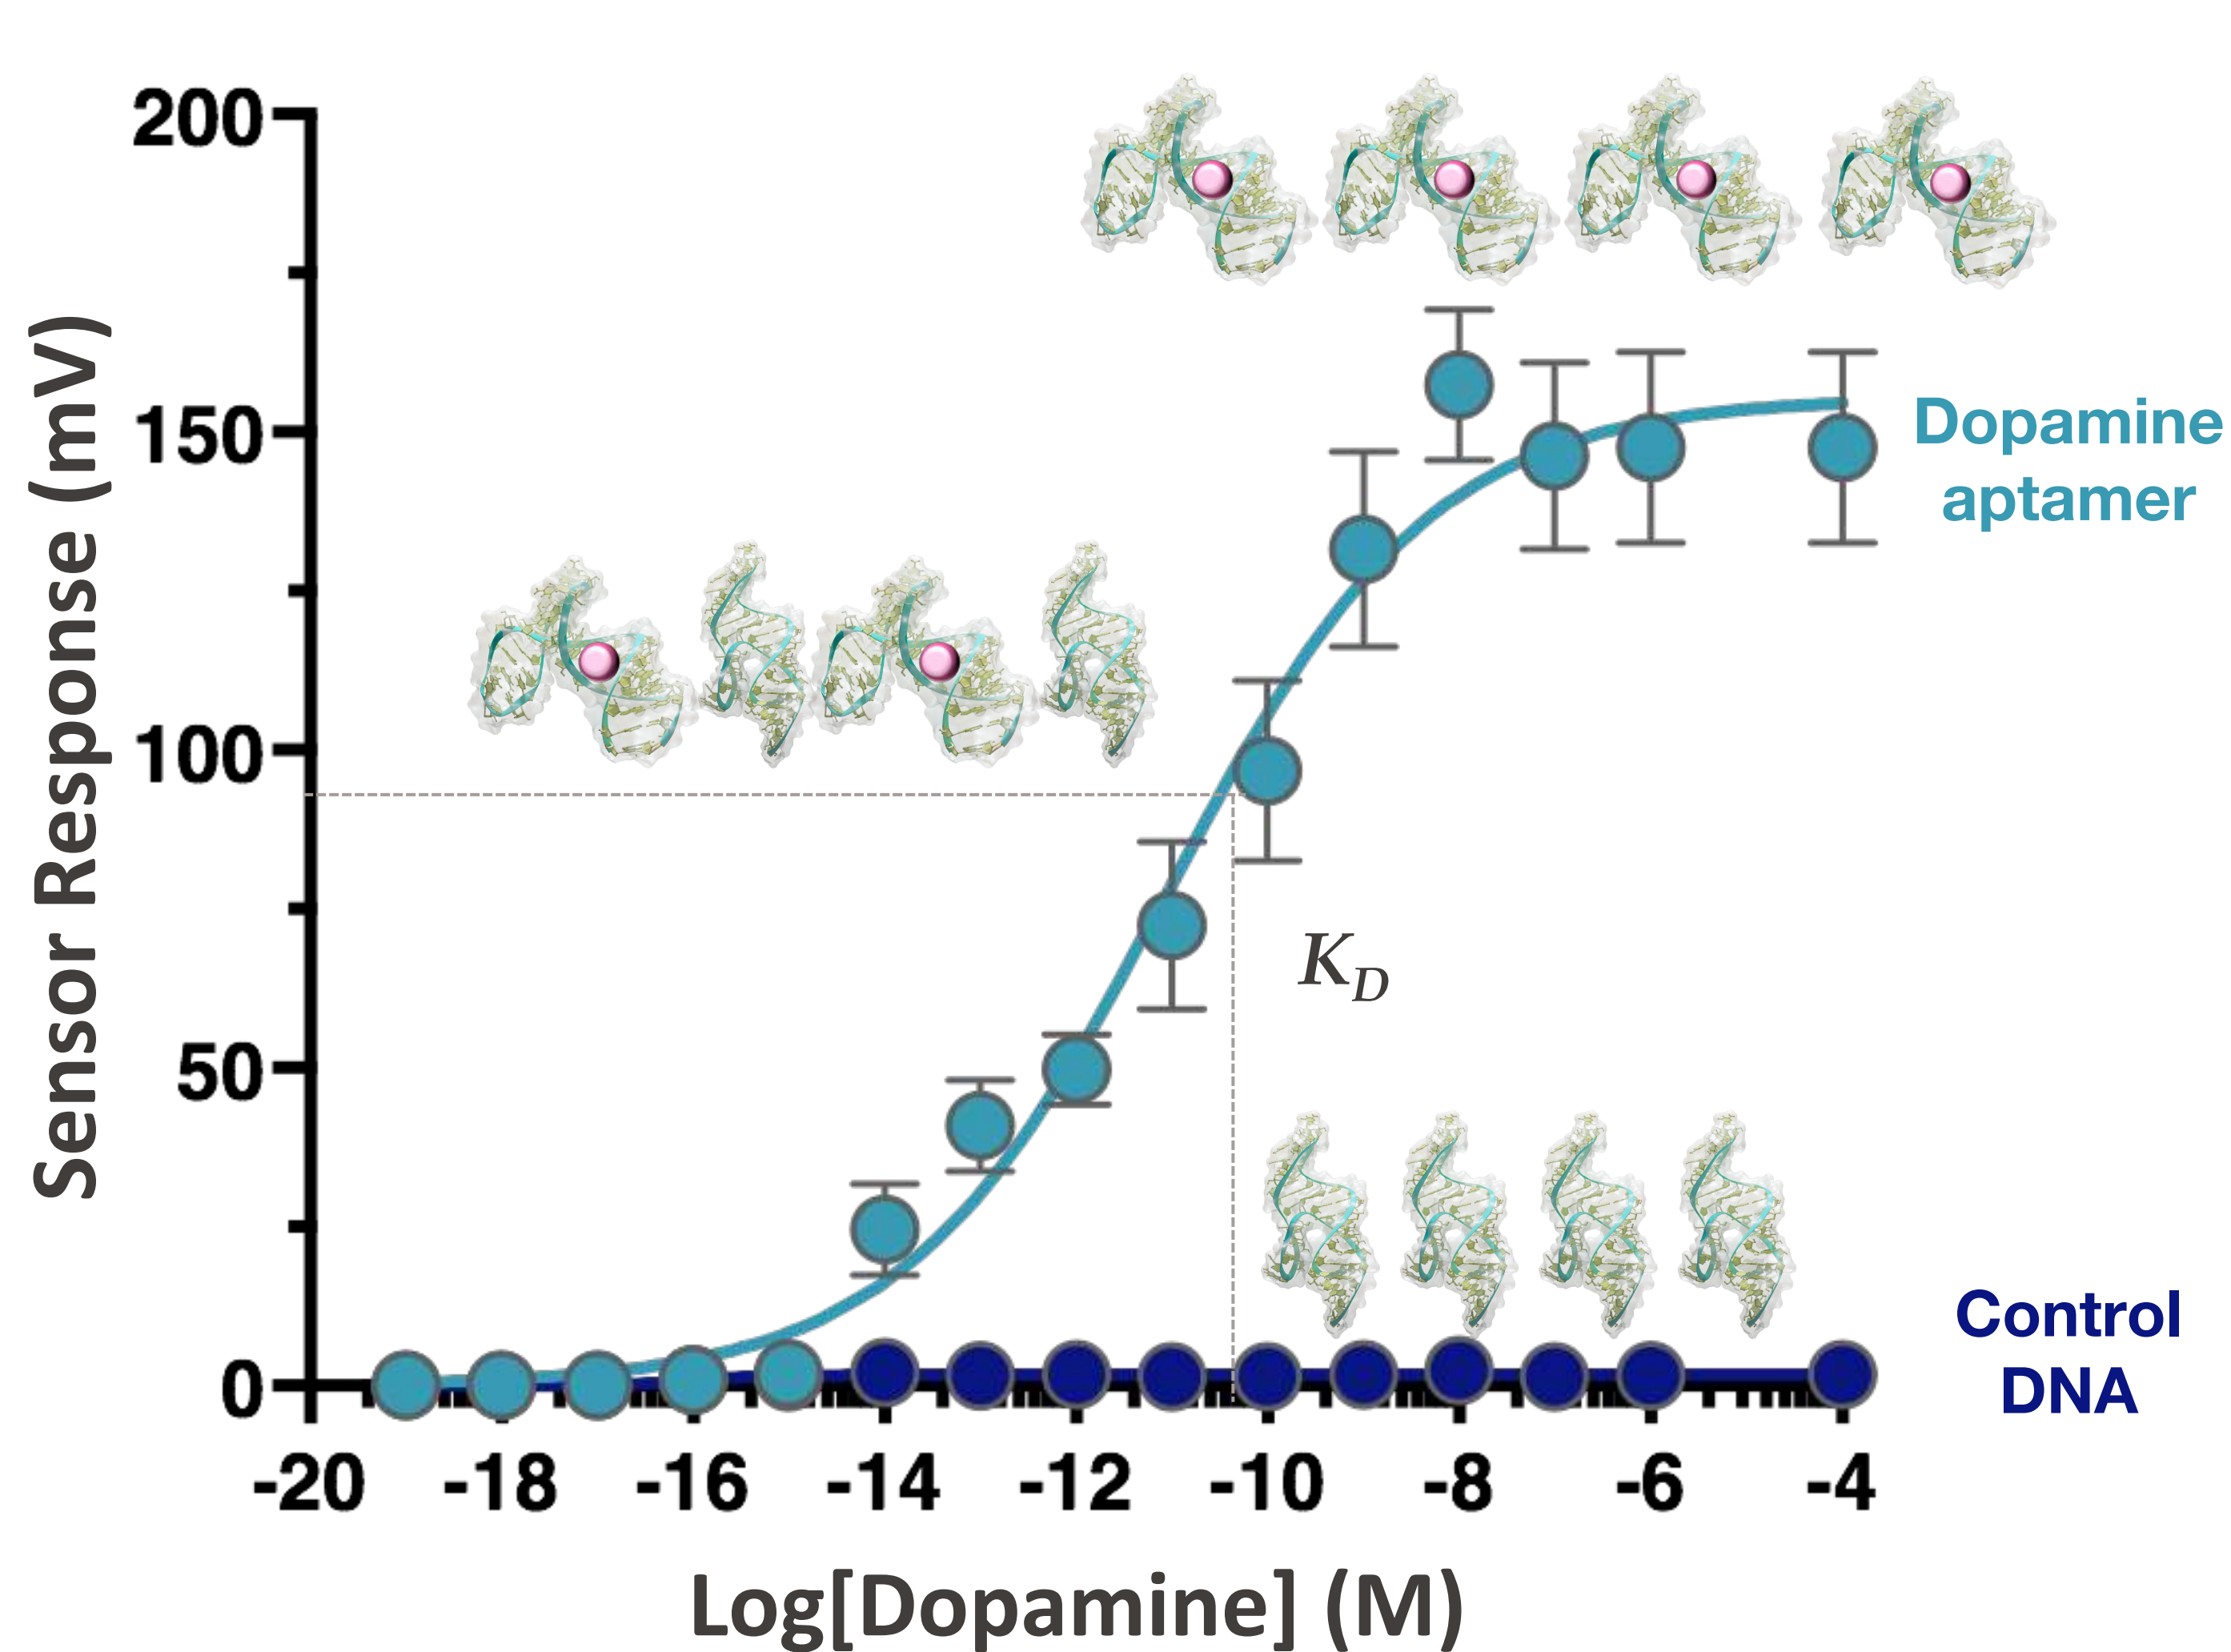 Sensor Response (mV)
200
150
100
50
0
Dopamine
aptamer
K_D
Control
DNA
-20 -18 -16 -14 -12 -10 -8 -6 -4
Log[Dopamine] (M)